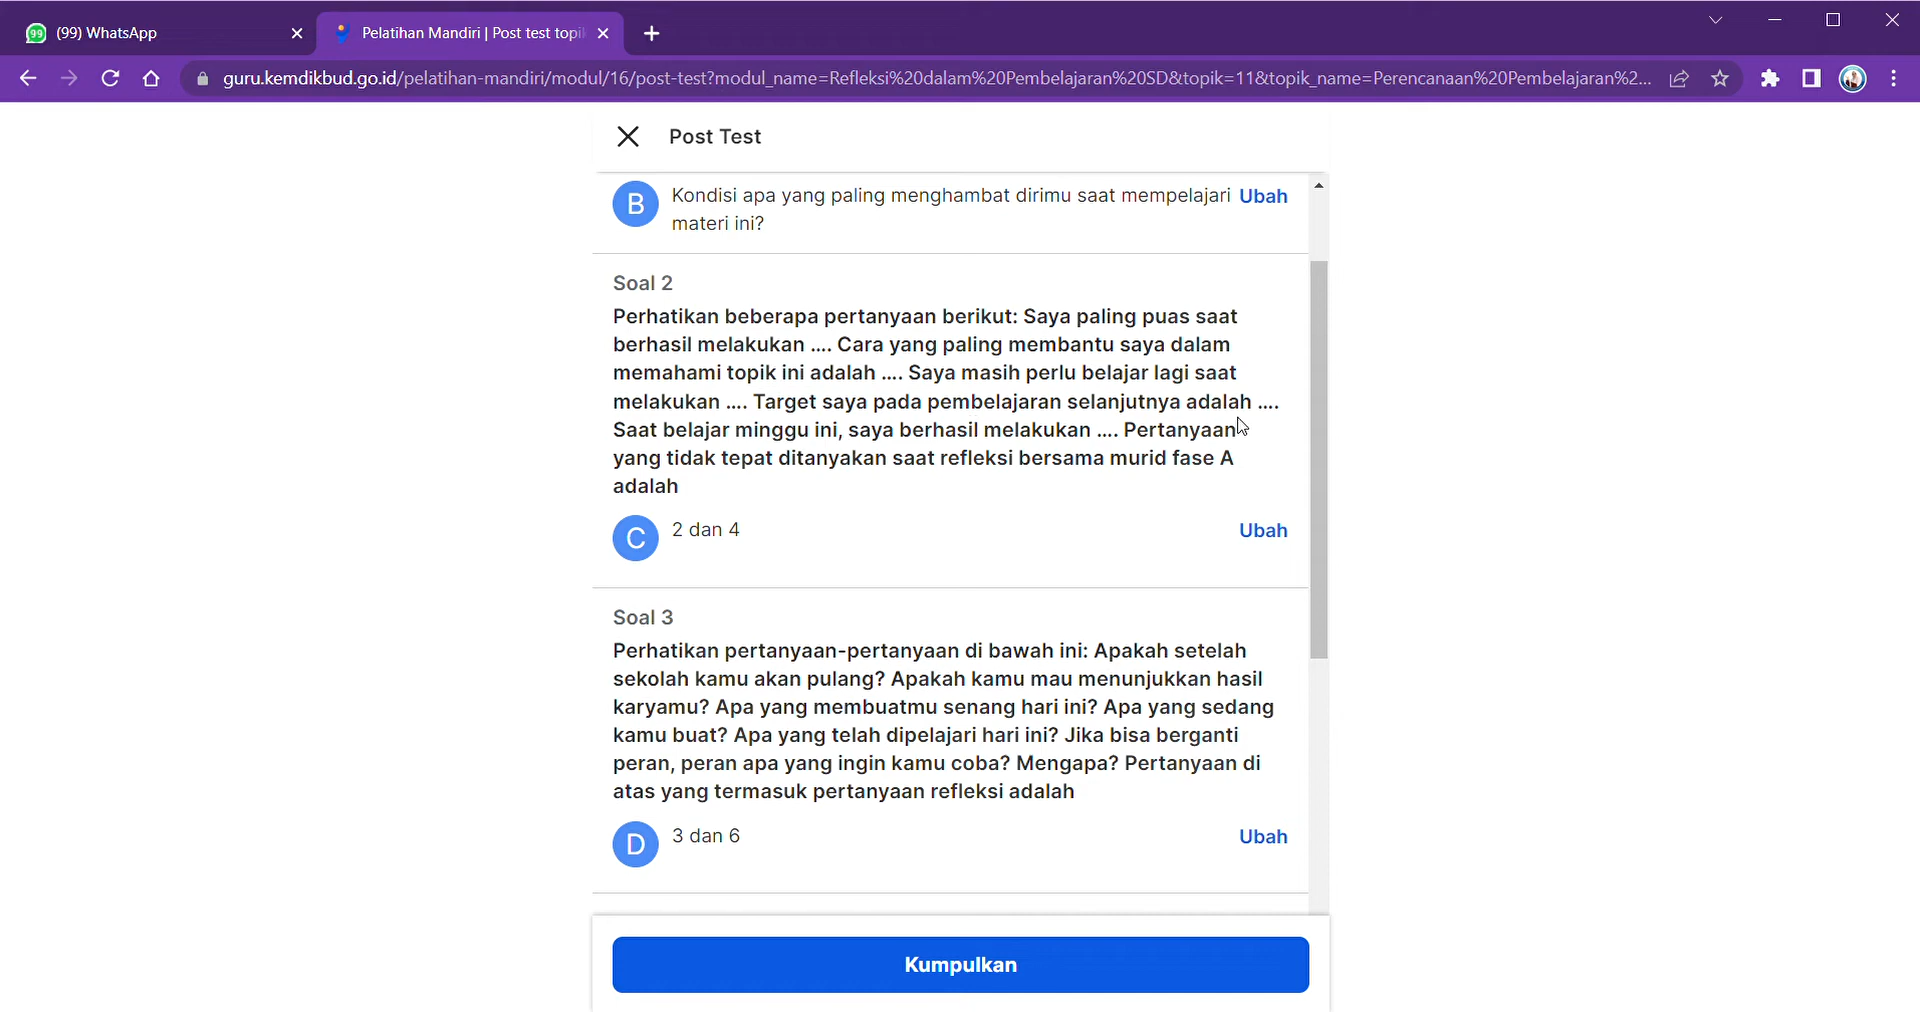 99
(99) WhatsApp
Pelatihan Mandiri | Post test topi
guru.kemdikbud.go.id/pelatihan-mandiri/modul/16/post-test?modul_name=Refleksi%20dalam%20Pembelajaran%20SD&topik=11&topik_name=Perencanaan%20Pembelajaran%2...
Post Test
B
Kondisi apa yang paling menghambat dirimu saat mempelajari
Ubah
materi ini?
Soal 2
Perhatikan beberapa pertanyaan berikut: Saya paling puas saat
berhasil melakukan .... Cara yang paling membantu saya dalam
memahami topik ini adalah .... Saya masih perlu belajar lagi saat
melakukan .... Target saya pada pembelajaran selanjutnya adalah ....
Saat belajar minggu ini, saya berhasil melakukan .... Pertanyaan
yang tidak tepat ditanyakan saat refleksi bersama murid fase A
adalah
C
2 dan 4
Ubah
Soal 3
Perhatikan pertanyaan-pertanyaan di bawah ini: Apakah setelah
sekolah kamu akan pulang? Apakah kamu mau menunjukkan hasil
karyamu? Apa yang membuatmu senang hari ini? Apa yang sedang
kamu buat? Apa yang telah dipelajari hari ini? Jika bisa berganti
peran, peran apa yang ingin kamu coba? Mengapa? Pertanyaan di
atas yang termasuk pertanyaan refleksi adalah
D
3 dan 6
Ubah
Kumpulkan